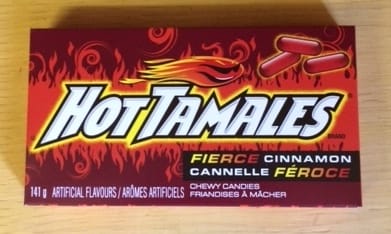 HOT TAMALES
BRAND
FIERCE CINNAMON
CANNELLE FÉROCE
141 g ARTIFICIAL FLAVOURS / ARÔMES ARTIFICIELS
CHEWY CANDIES
FRIANDISES À MÂCHER